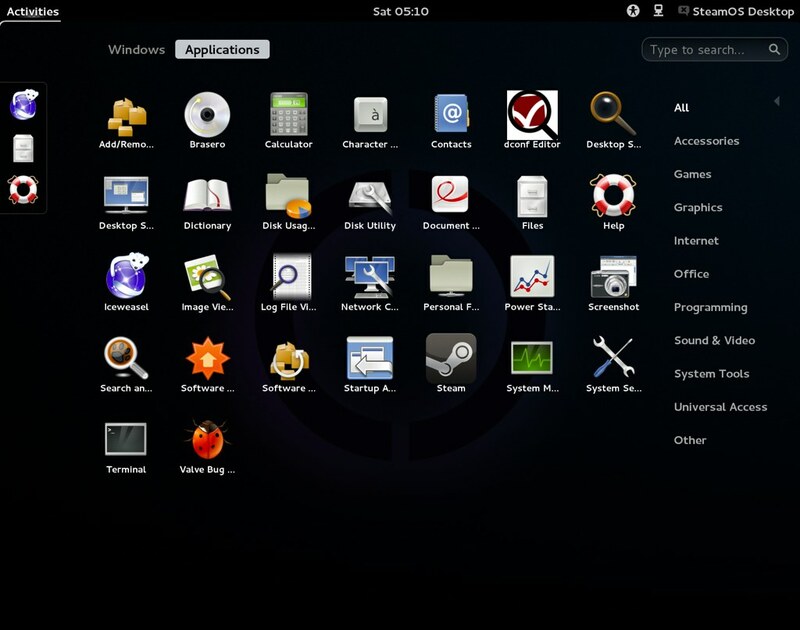 Activities Sat 05:10 SteamOS Desktop
Windows Applications Type to search...
Add/Remo... Brasero Calculator Character ... Contacts dconf Editor Desktop S...
Desktop S... Dictionary Disk Usag... Disk Utility Document ... Files Help
Iceweasel Image Vie... Log File Vi... Network C... Personal F... Power Sta... Screenshot
Search an... Software ... Software ... Startup A... Steam System M... System Se...
Terminal Valve Bug ...
All
Accessories
Games
Graphics
Internet
Office
Programming
Sound & Video
System Tools
Universal Access
Other